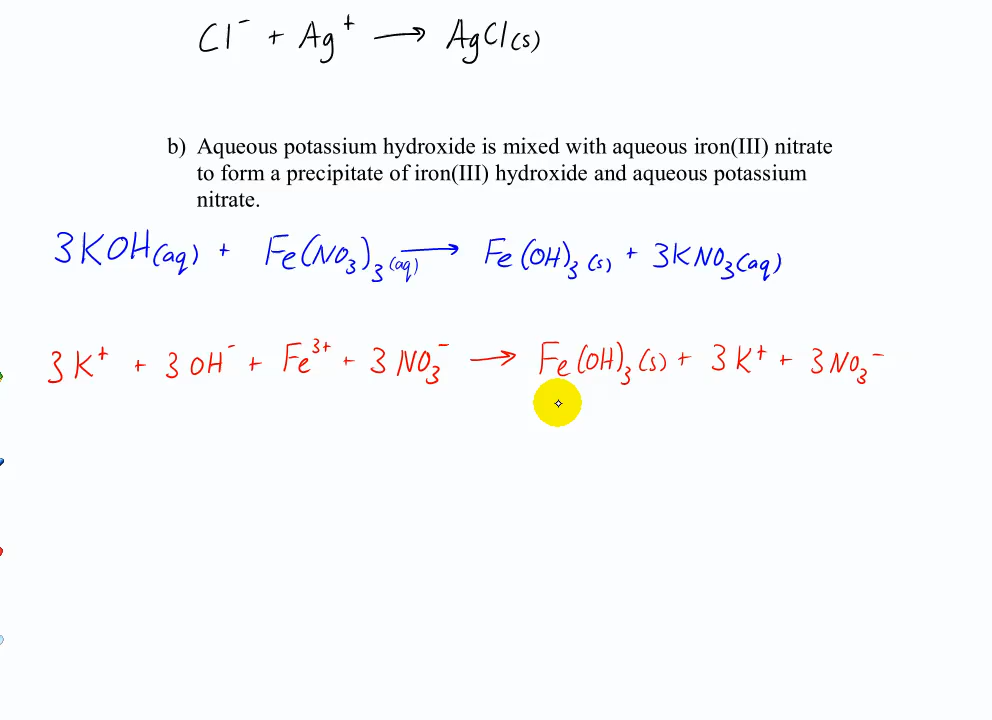 Cl⁻ + Ag⁺ → AgCl(s)
b) Aqueous potassium hydroxide is mixed with aqueous iron(III) nitrate
to form a precipitate of iron(III) hydroxide and aqueous potassium
nitrate.
3KOH(aq) + Fe(NO₃)₃(aq) → Fe(OH)₃(s) + 3KNO₃(aq)
3K⁺ + 3OH⁻ + Fe³⁺ + 3NO₃⁻ → Fe(OH)₃(s) + 3K⁺ + 3NO₃⁻